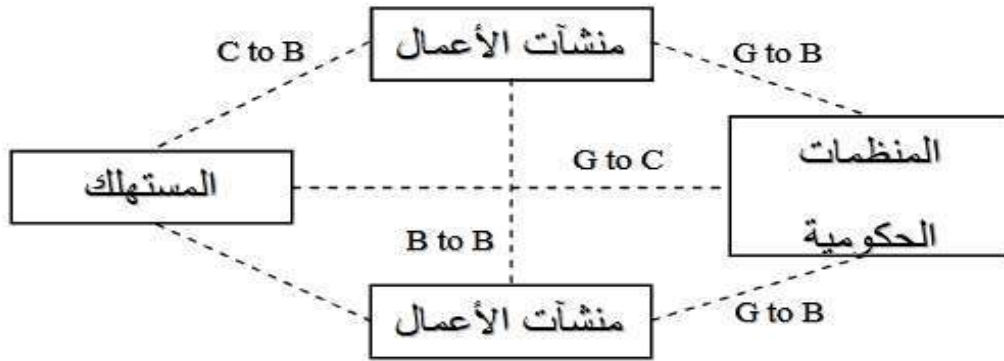 منشآت الأعمال
C to B
G to B
المنظمات
الحكومية
G to C
المستهلك
B to B
منشآت الأعمال
G to B